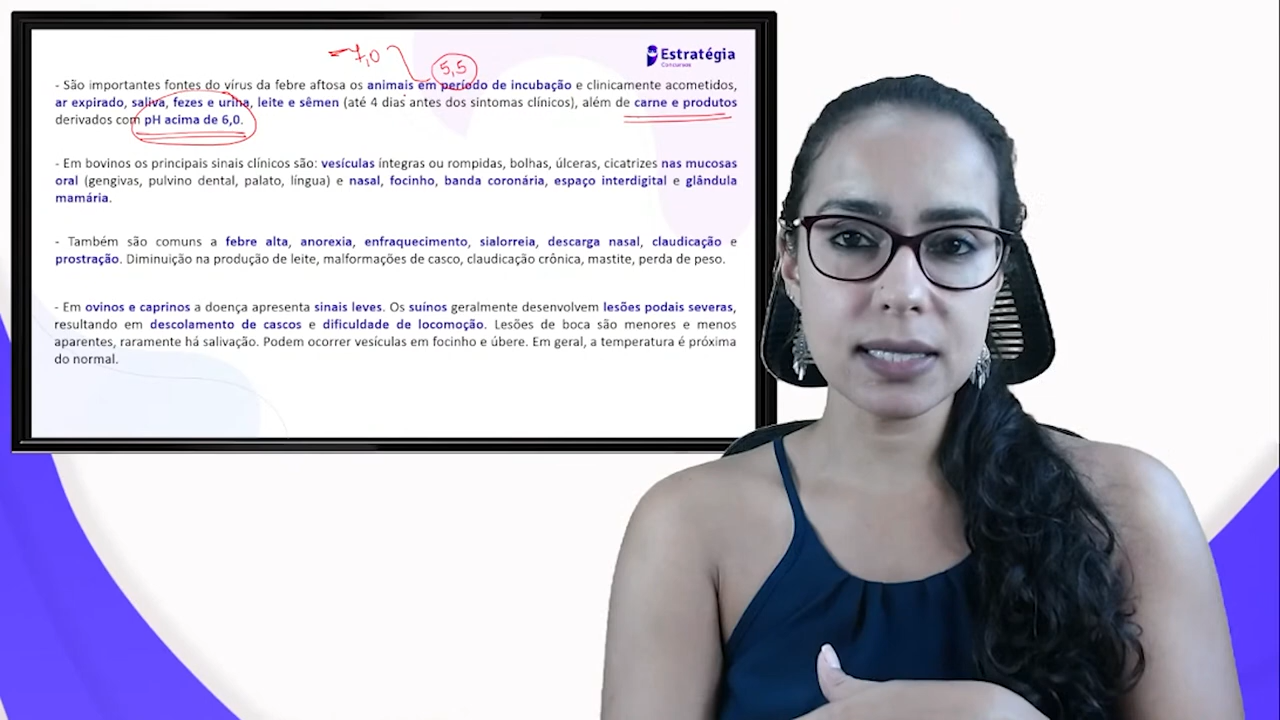 7,0
5,5
Estratégia
Concursos
- São importantes fontes do vírus da febre aftosa os animais em período de incubação e clinicamente acometidos,
ar expirado, saliva, fezes e urina, leite e sêmen (até 4 dias antes dos sintomas clínicos), além de carne e produtos
derivados com pH acima de 6,0.
- Em bovinos os principais sinais clínicos são: vesículas íntegras ou rompidas, bolhas, úlceras, cicatrizes nas mucosas
oral (gengivas, pulvino dental, palato, língua) e nasal, focinho, banda coronária, espaço interdigital e glândula
mamária.
- Também são comuns a febre alta, anorexia, enfraquecimento, sialorreia, descarga nasal, claudicação e
prostração. Diminuição na produção de leite, malformações de casco, claudicação crônica, mastite, perda de peso.
- Em ovinos e caprinos a doença apresenta sinais leves. Os suínos geralmente desenvolvem lesões podais severas,
resultando em descolamento de cascos e dificuldade de locomoção. Lesões de boca são menores e menos
aparentes, raramente há salivação. Podem ocorrer vesículas em focinho e úbere. Em geral, a temperatura é próxima
do normal.